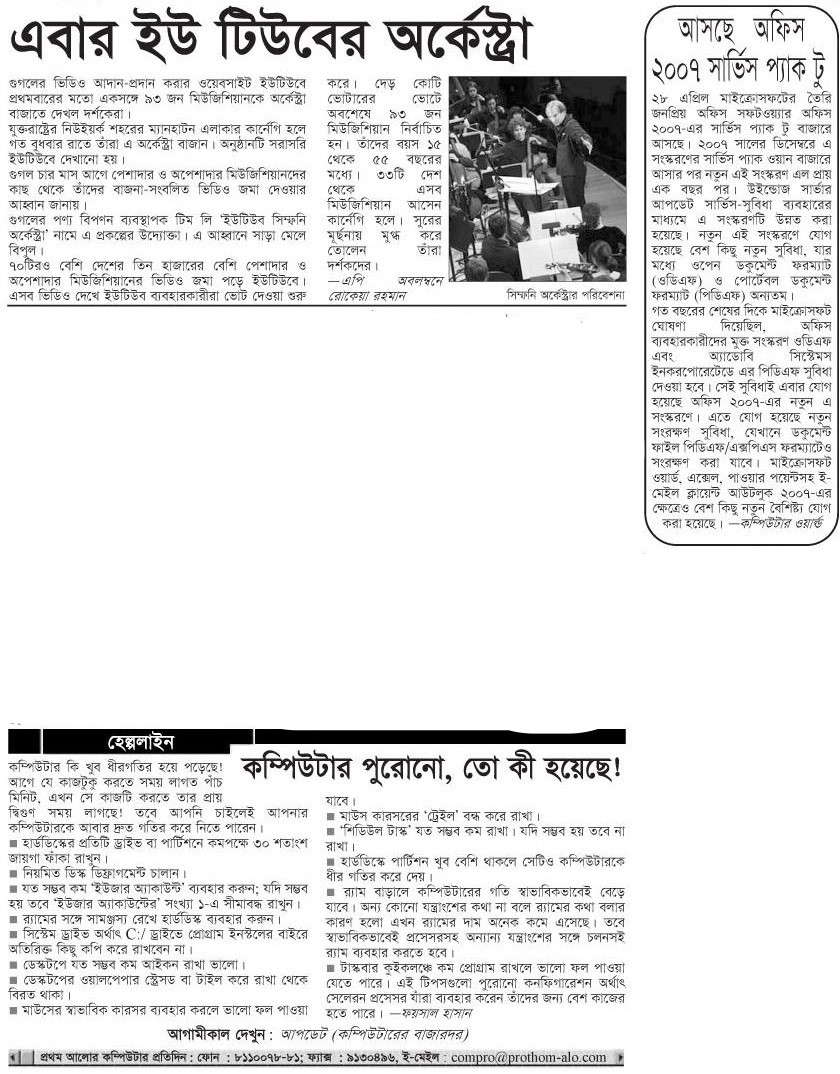 এবার ইউ টিউবের অর্কেস্ট্রা
গুগলের ভিডিও আদান-প্রদান করার ওয়েবসাইট ইউটিউবে
প্রথমবারের মতো একসঙ্গে ৯৩ জন মিউজিশিয়ানকে অর্কেস্ট্রা
বাজাতে দেখল দর্শকেরা।
যুক্তরাষ্ট্রের নিউইয়র্ক শহরের ম্যানহাটন এলাকার কার্নেগি হলে
গত বুধবার রাতে তাঁরা এ অর্কেস্ট্রা বাজান। অনুষ্ঠানটি সরাসরি
ইউটিউবে দেখানো হয়।
গুগল চার মাস আগে পেশাদার ও অপেশাদার মিউজিশিয়ানদের
কাছ থেকে তাঁদের বাজনা-সংবলিত ভিডিও জমা দেওয়ার
আহ্বান জানায়।
গুগলের পণ্য বিপণন ব্যবস্থাপক টিম লি ‘ইউটিউব সিম্ফনি
অর্কেস্ট্রা’ নামে এ প্রকল্পের উদ্যোক্তা। এ আহ্বানে সাড়া মেলে
বিপুল।
৭০টিরও বেশি দেশের তিন হাজারের বেশি পেশাদার ও
অপেশাদার মিউজিশিয়ানের ভিডিও জমা পড়ে ইউটিউবে।
এসব ভিডিও দেখে ইউটিউব ব্যবহারকারীরা ভোট দেওয়া শুরু
করে। দেড় কোটি
ভোটারের ভোটে
অবশেষে ৯৩ জন
মিউজিশিয়ান নির্বাচিত
হন। তাঁদের বয়স ১৫
থেকে ৫৫ বছরের
মধ্যে। ৩৩টি দেশ
থেকে এসব
মিউজিশিয়ান আসেন
কার্নেগি হলে। সুরের
মূর্ছনায় মুগ্ধ করে
তোলেন তাঁরা
দর্শকদের।
—এপি অবলম্বনে
রোকেয়া রহমান
সিম্ফনি অর্কেস্ট্রার পরিবেশনা
আসছে অফিস
২০০৭ সার্ভিস প্যাক টু
২৮ এপ্রিল মাইক্রোসফটের তৈরি
জনপ্রিয় অফিস সফটওয়্যার অফিস
২০০৭-এর সার্ভিস প্যাক টু বাজারে
আসছে। ২০০৭ সালের ডিসেম্বরে এ
সংস্করণের সার্ভিস প্যাক ওয়ান বাজারে
আসার পর নতুন এই সংস্করণ এল প্রায়
এক বছর পর। উইন্ডোজ সার্ভার
আপডেট সার্ভিস-সুবিধা ব্যবহারের
মাধ্যমে এ সংস্করণটি উন্নত করা
হয়েছে। নতুন এই সংস্করণে যোগ
হয়েছে বেশ কিছু নতুন সুবিধা, যার
মধ্যে ওপেন ডকুমেন্ট ফরম্যাট
(ওডিএফ) ও পোর্টেবল ডকুমেন্ট
ফরম্যাট (পিডিএফ) অন্যতম।
গত বছরের শেষের দিকে মাইক্রোসফট
ঘোষণা দিয়েছিল, অফিস
ব্যবহারকারীদের মুক্ত সংস্করণ ওডিএফ
এবং অ্যাডোবি সিস্টেমস
ইনকরপোরেটেডে এর পিডিএফ সুবিধা
দেওয়া হবে। সেই সুবিধাই এবার যোগ
হয়েছে অফিস ২০০৭-এর নতুন এ
সংস্করণে। এতে যোগ হয়েছে নতুন
সংরক্ষণ সুবিধা, যেখানে ডকুমেন্ট
ফাইল পিডিএফ/এক্সপিএস ফরম্যাটেও
সংরক্ষণ করা যাবে। মাইক্রোসফট
ওয়ার্ড, এক্সেল, পাওয়ার পয়েন্টসহ ই-
মেইল ক্লায়েন্ট আউটলুক ২০০৭-এর
ক্ষেত্রেও বেশ কিছু নতুন বৈশিষ্ট্য যোগ
করা হয়েছে। —কম্পিউটার ওয়ার্ল্ড
হেল্পলাইন
কম্পিউটার পুরোনো, তো কী হয়েছে!
কম্পিউটার কি খুব ধীরগতির হয়ে পড়েছে!
আগে যে কাজটুকু করতে সময় লাগত পাঁচ
মিনিট, এখন সে কাজটি করতে তার প্রায়
দ্বিগুণ সময় লাগছে! তবে আপনি চাইলেই আপনার
কম্পিউটারকে আবার দ্রুত গতির করে নিতে পারেন।
■ হার্ডডিস্কের প্রতিটি ড্রাইভ বা পার্টিশনে কমপক্ষে ৩০ শতাংশ
জায়গা ফাঁকা রাখুন।
■ নিয়মিত ডিস্ক ডিফ্রাগমেন্ট চালান।
■ যত সম্ভব কম ‘ইউজার অ্যাকাউন্ট’ ব্যবহার করুন; যদি সম্ভব
হয় তবে ‘ইউজার অ্যাকাউন্টের’ সংখ্যা ১-এ সীমাবদ্ধ রাখুন।
■ র‍্যামের সঙ্গে সামঞ্জস্য রেখে হার্ডডিস্ক ব্যবহার করুন।
■ সিস্টেম ড্রাইভ অর্থাৎ C:/ ড্রাইভে প্রোগ্রাম ইনস্টলের বাইরে
অতিরিক্ত কিছু কপি করে রাখবেন না।
■ ডেস্কটপে যত সম্ভব কম আইকন রাখা ভালো।
■ ডেস্কটপের ওয়ালপেপার স্ট্রেসড বা টাইল করে রাখা থেকে
বিরত থাকা।
■ মাউসের স্বাভাবিক কারসর ব্যবহার করলে ভালো ফল পাওয়া
যাবে।
■ মাউস কারসরের ‘ট্রেইল’ বন্ধ করে রাখা।
■ ‘শিডিউল টাস্ক’ যত সম্ভব কম রাখা। যদি সম্ভব হয় তবে না
রাখা।
■ হার্ডডিস্কে পার্টিশন খুব বেশি থাকলে সেটিও কম্পিউটারকে
ধীর গতির করে দেয়।
■ র‍্যাম বাড়ালে কম্পিউটারের গতি স্বাভাবিকভাবেই বেড়ে
যাবে। অন্য কোনো যন্ত্রাংশের কথা না বলে র‍্যামের কথা বলার
কারণ হলো এখন র‍্যামের দাম অনেক কমে এসেছে। তবে
স্বাভাবিকভাবেই প্রসেসরসহ অন্যান্য যন্ত্রাংশের সঙ্গে চলনসই
র‍্যাম ব্যবহার করতে হবে।
■ টাস্কবার কুইকলঞ্চে কম প্রোগ্রাম রাখলে ভালো ফল পাওয়া
যেতে পারে। এই টিপসগুলো পুরোনো কনফিগারেশন অর্থাৎ
সেলেরন প্রসেসর যাঁরা ব্যবহার করেন তাঁদের জন্য বেশ কাজের
হতে পারে। —ফয়সাল হাসান
আগামীকাল দেখুন : আপডেট (কম্পিউটারের বাজারদর)
প্রথম আলোর কম্পিউটার প্রতিদিন : ফোন : ৮১১০০৭৮-৮১; ফ্যাক্স : ৯১৩০৪৯৬, ই-মেইল : compro@prothom-alo.com